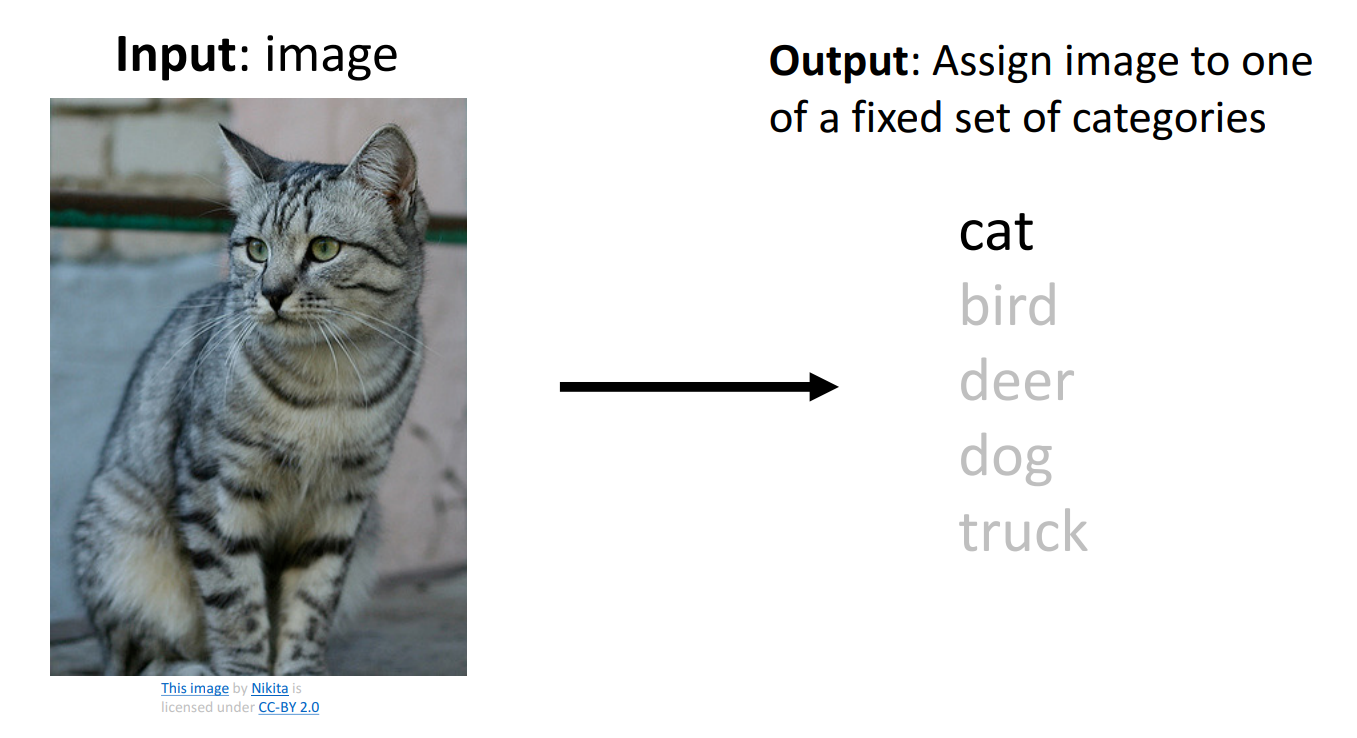 Input: image
Output: Assign image to one
of a fixed set of categories
cat
bird
deer
dog
truck
This image by Nikita is
licensed under CC-BY 2.0